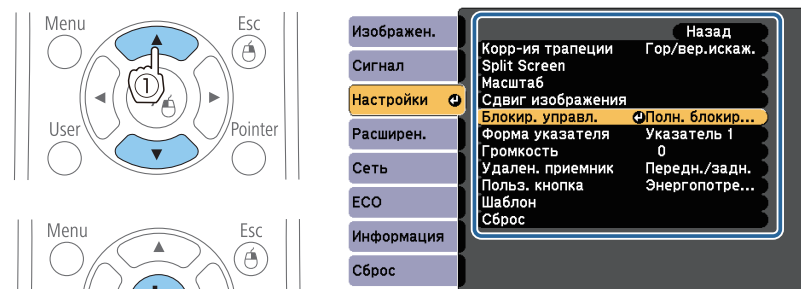 Menu
Esc
1
User
Pointer
Menu
Esc
Изображен.
Сигнал
Настройки
Расширен.
Сеть
ECO
Информация
Сброс
Назад
Корр-ия трапеции Гор/вер.искаж.
Split Screen
Масштаб
Сдвиг изображения
Блокир. управл. Полн. блокир...
Форма указателя Указатель 1
Громкость 0
Удален. приемник Передн./задн.
Польз. кнопка Энергопотре...
Шаблон
Сброс